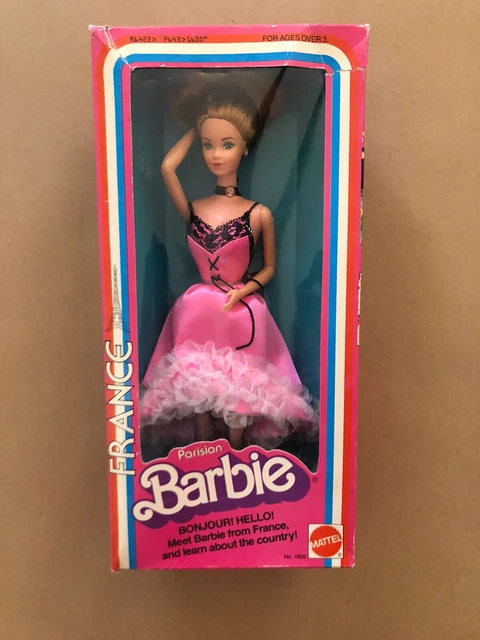 FOR AGES OVER 3.
FRANCE
Parisian
Barbie®
BONJOUR! HELLO!
Meet Barbie from France,
and learn about the country!
No. 1600
MATTEL